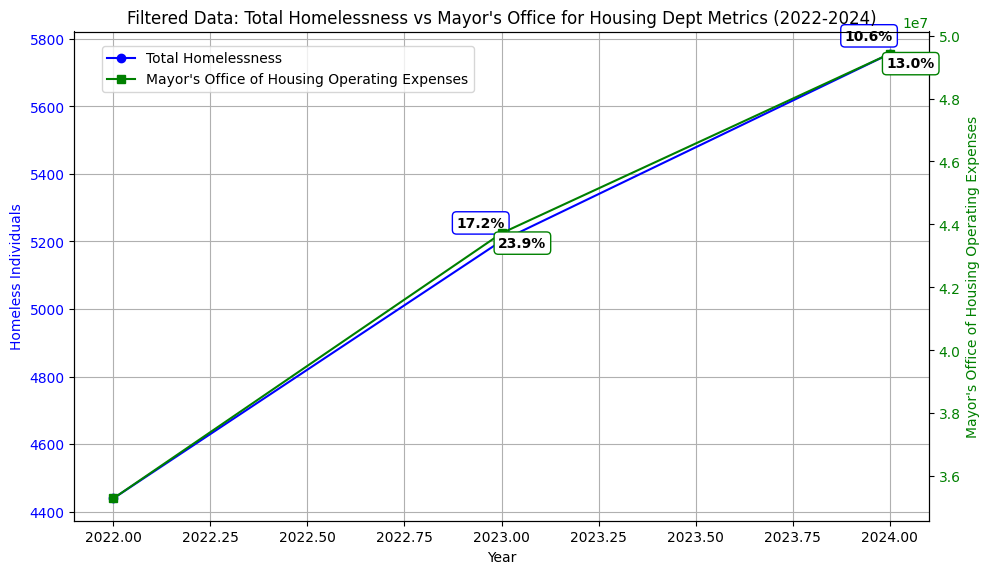 Filtered Data: Total Homelessness vs Mayor's Office for Housing Dept Metrics (2022-2024)
1e7
Total Homelessness
Mayor's Office of Housing Operating Expenses
10.6%
13.0%
17.2%
23.9%
Homeless Individuals
5800
5600
5400
5200
5000
4800
4600
4400
5.0
4.8
4.6
4.4
4.2
4.0
3.8
3.6
Mayor's Office of Housing Operating Expenses
2022.00 2022.25 2022.50 2022.75 2023.00 2023.25 2023.50 2023.75 2024.00
Year